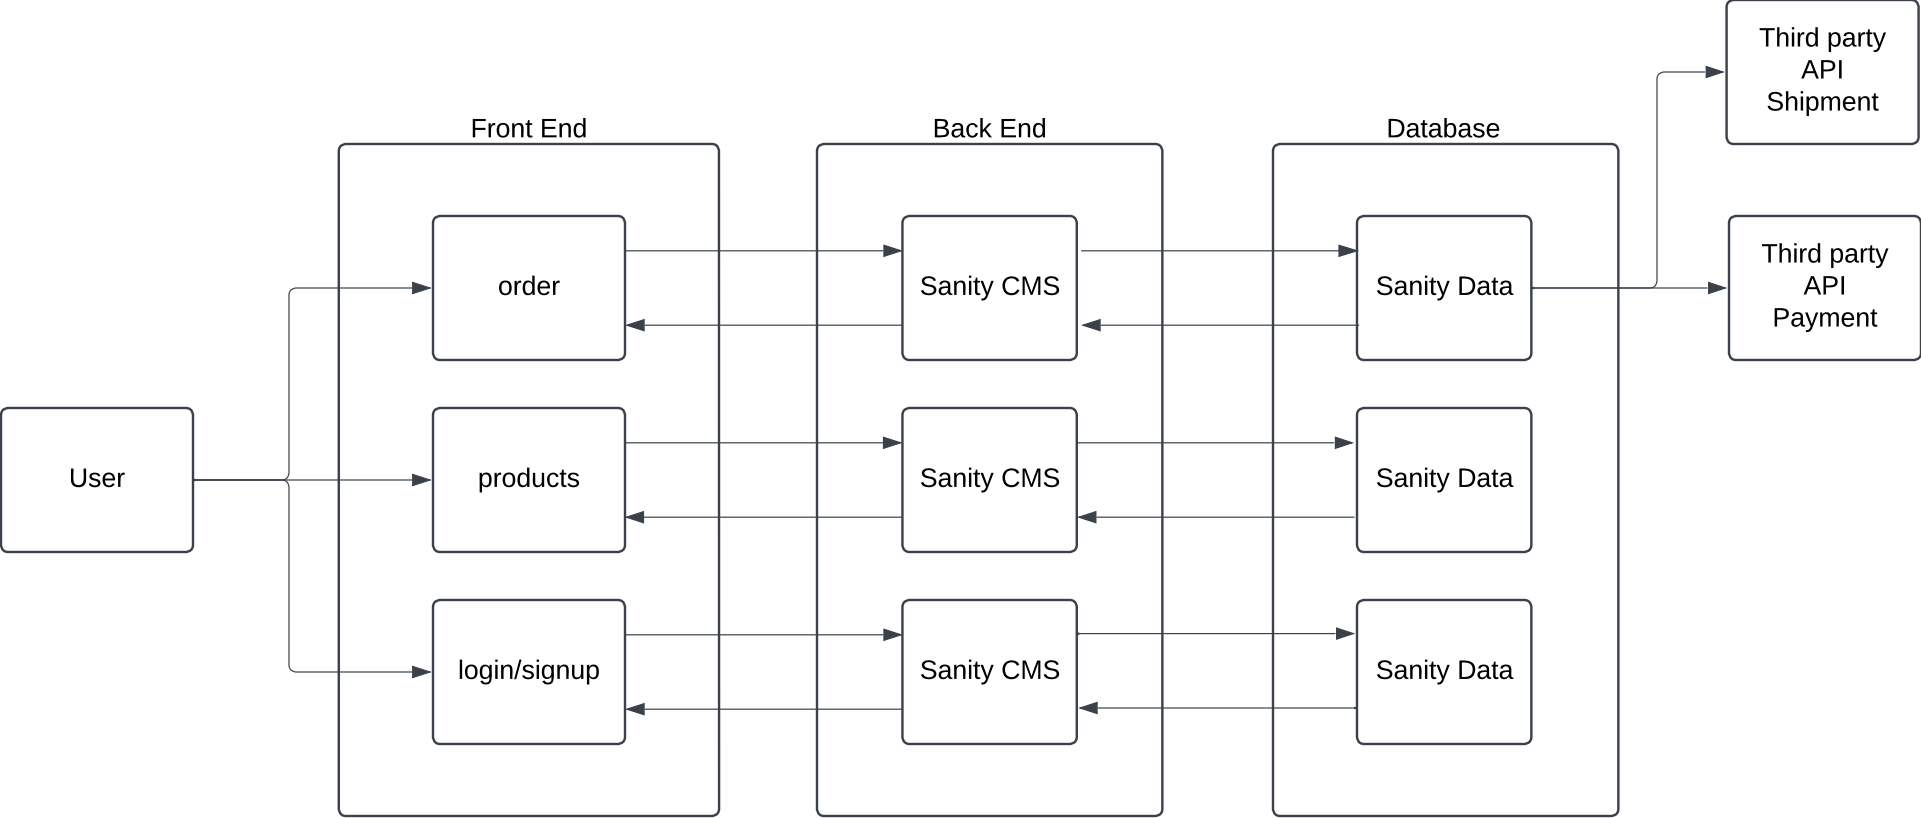 Third party
API
Shipment
Front End
Back End
Database
order
Sanity CMS
Sanity Data
Third party
API
Payment
User
products
Sanity CMS
Sanity Data
login/signup
Sanity CMS
Sanity Data